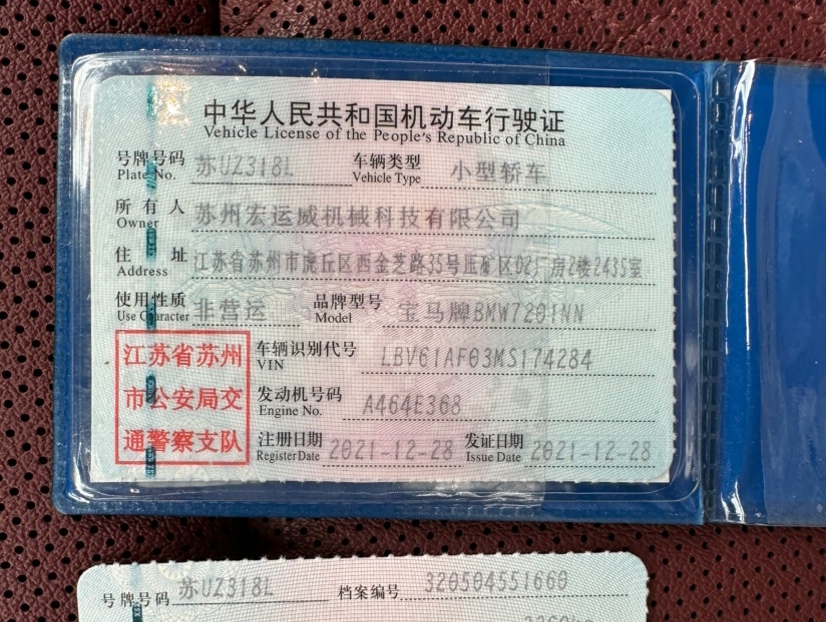 中华人民共和国机动车行驶证
Vehicle License of the People's Republic of China
号牌号码 苏UZ318L 车辆类型 小型轿车
Plate No. Vehicle Type
所有人 苏州宏运威机械科技有限公司
Owner
住址 江苏省苏州市虎丘区西金芝路35号厂房2楼2435室
Address
使用性质 非营运 品牌型号 宝马牌BMW7201NN
Use Character Model
江苏省苏州 车辆识别代号 LBV61AF03MS174284
VIN
市公安局交 发动机号码 A464E368
Engine No.
通警察支队 注册日期 2021-12-28 发证日期 2021-12-28
Register Date Issue Date
号牌号码 苏UZ318L 档案编号 320504551660